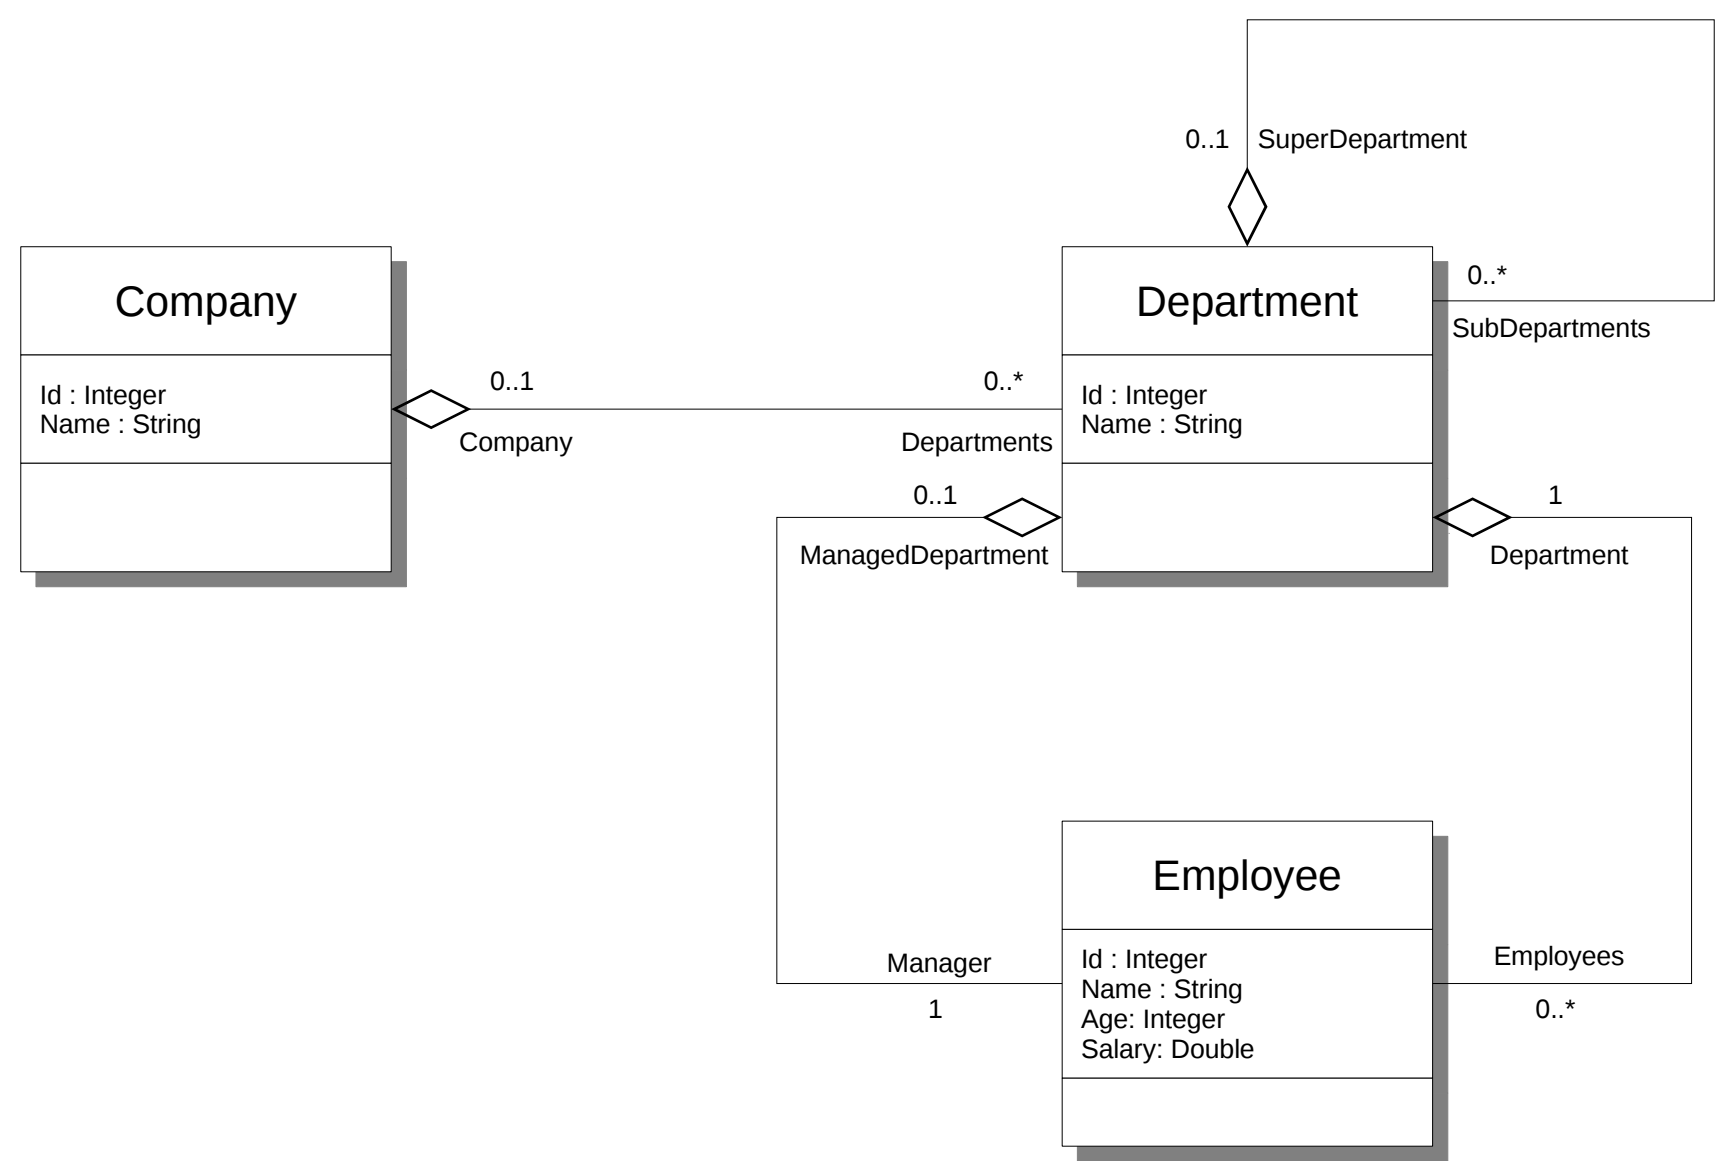 0..1 SuperDepartment
0..*
SubDepartments
Company
Id : Integer
Name : String
0..1
Company
0..*
Departments
Department
Id : Integer
Name : String
0..1
ManagedDepartment
1
Department
Manager
1
Employee
Id : Integer
Name : String
Age: Integer
Salary: Double
Employees
0..*